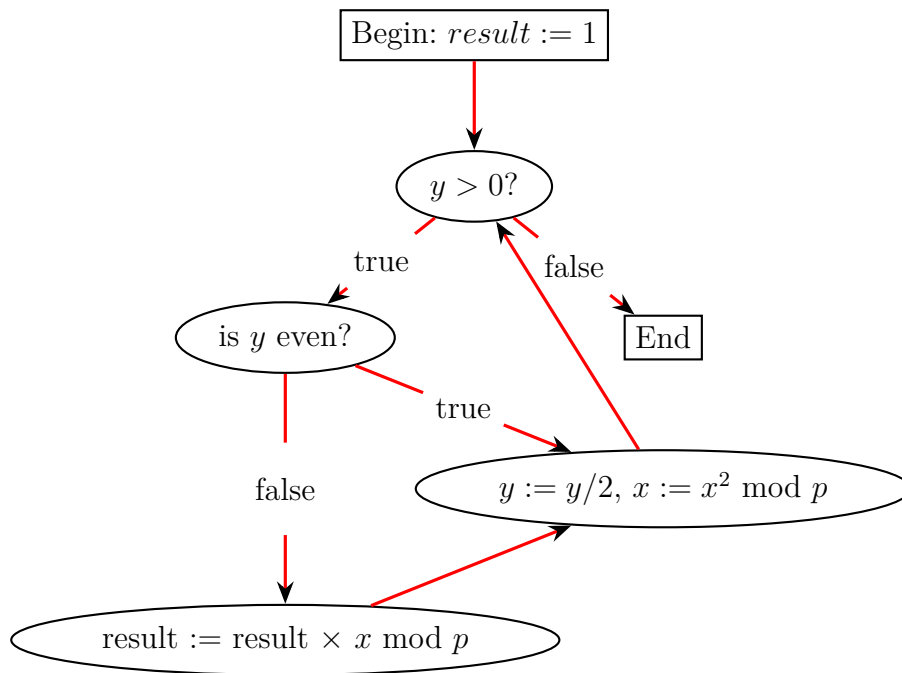 Begin: result := 1
y > 0?
true
false
is y even?
End
true
false
y := y/2, x := x² mod p
result := result × x mod p